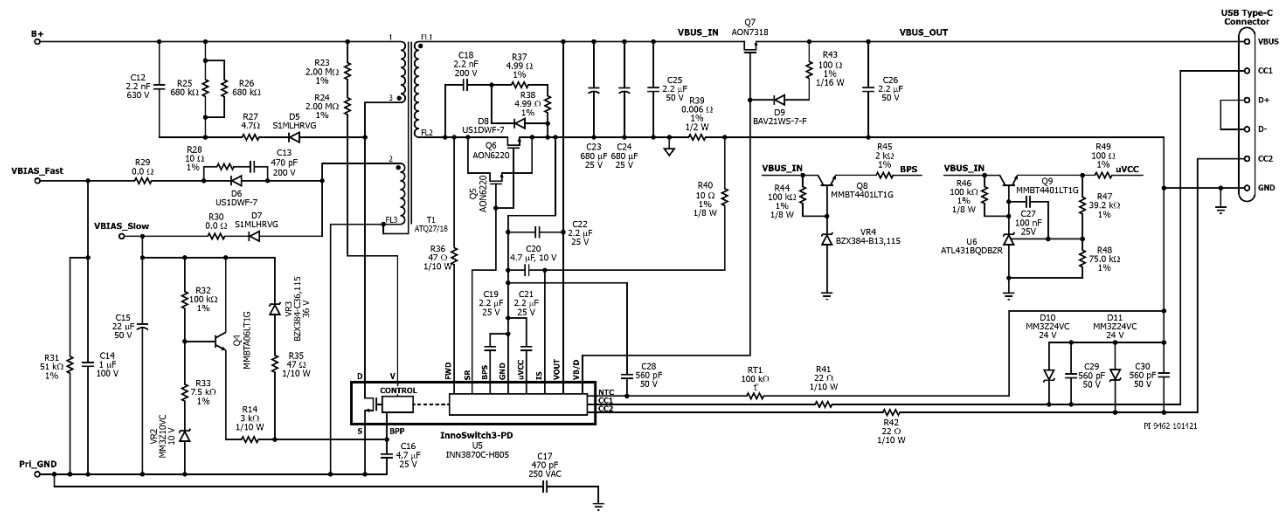 B+
C12
2.2 nF
630 V
R25
680 kΩ
R26
680 kΩ
R27
4.7Ω
D5
S1MLHRVG
R23
2.00 MΩ
1%
R24
2.00 MΩ
1%
1
3
2
FL1
FL2
FL3
T1
ATQ27/18
VBIAS_Fast
R29
0.0 Ω
R28
10 Ω
1%
C13
470 pF
200 V
D6
US1DWF-7
VBIAS_Slow
R30
0.0 Ω
D7
S1MLHRVG
R31
51 kΩ
1%
C14
1 µF
100 V
C15
22 µF
50 V
R32
100 kΩ
1%
R33
7.5 kΩ
1%
VR2
MM3Z10VC
10 V
Q4
MMBTA06LT1G
R14
3 kΩ
1/10 W
VR3
BZX384-C36,115
36 V
R35
47 Ω
1/10 W
Pri_GND
C18
2.2 nF
200 V
R37
4.99 Ω
1%
R38
4.99 Ω
1%
D8
US1DWF-7
Q6
AON6220
Q5
AON6220
R36
47 Ω
1/10 W
C23
680 µF
25 V
C24
680 µF
25 V
C25
2.2 µF
50 V
R39
0.006 Ω
1%
1/2 W
VBUS_IN
Q7
AON7318
VBUS_OUT
R43
100 Ω
1%
1/16 W
D9
BAV21WS-7-F
C26
2.2 µF
50 V
R40
10 Ω
1%
1/8 W
C22
2.2 µF
25 V
C20
4.7 µF, 10 V
C19
2.2 µF
25 V
C21
2.2 µF
25 V
VBUS_IN
R45
2 kΩ
1%
BPS
R44
100 kΩ
1%
1/8 W
Q8
MMBT4401LT1G
VR4
BZX384-B13,115
VBUS_IN
R49
100 Ω
1%
uVCC
R46
100 kΩ
1%
1/8 W
Q9
MMBT4401LT1G
C27
100 nF
25V
R47
39.2 kΩ
1%
U6
ATL431BQDBZR
R48
75.0 kΩ
1%
USB Type-C
Connector
VBUS
CC1
D+
D-
CC2
GND
D
V
CONTROL
S
BPP
FWD
SR
BPS
GND
uVCC
IS
VOUT
VB/D
NTC
CC1
CC2
InnoSwitch3-PD
U5
INN3870C-H805
C16
4.7 µF
25 V
C17
470 pF
250 VAC
C28
560 pF
50 V
RT1
100 kΩ
R41
22 Ω
1/10 W
R42
22 Ω
1/10 W
D10
MM3Z24VC
24 V
D11
MM3Z24VC
24 V
C29
560 pF
50 V
C30
560 pF
50 V
PI 9462 101421